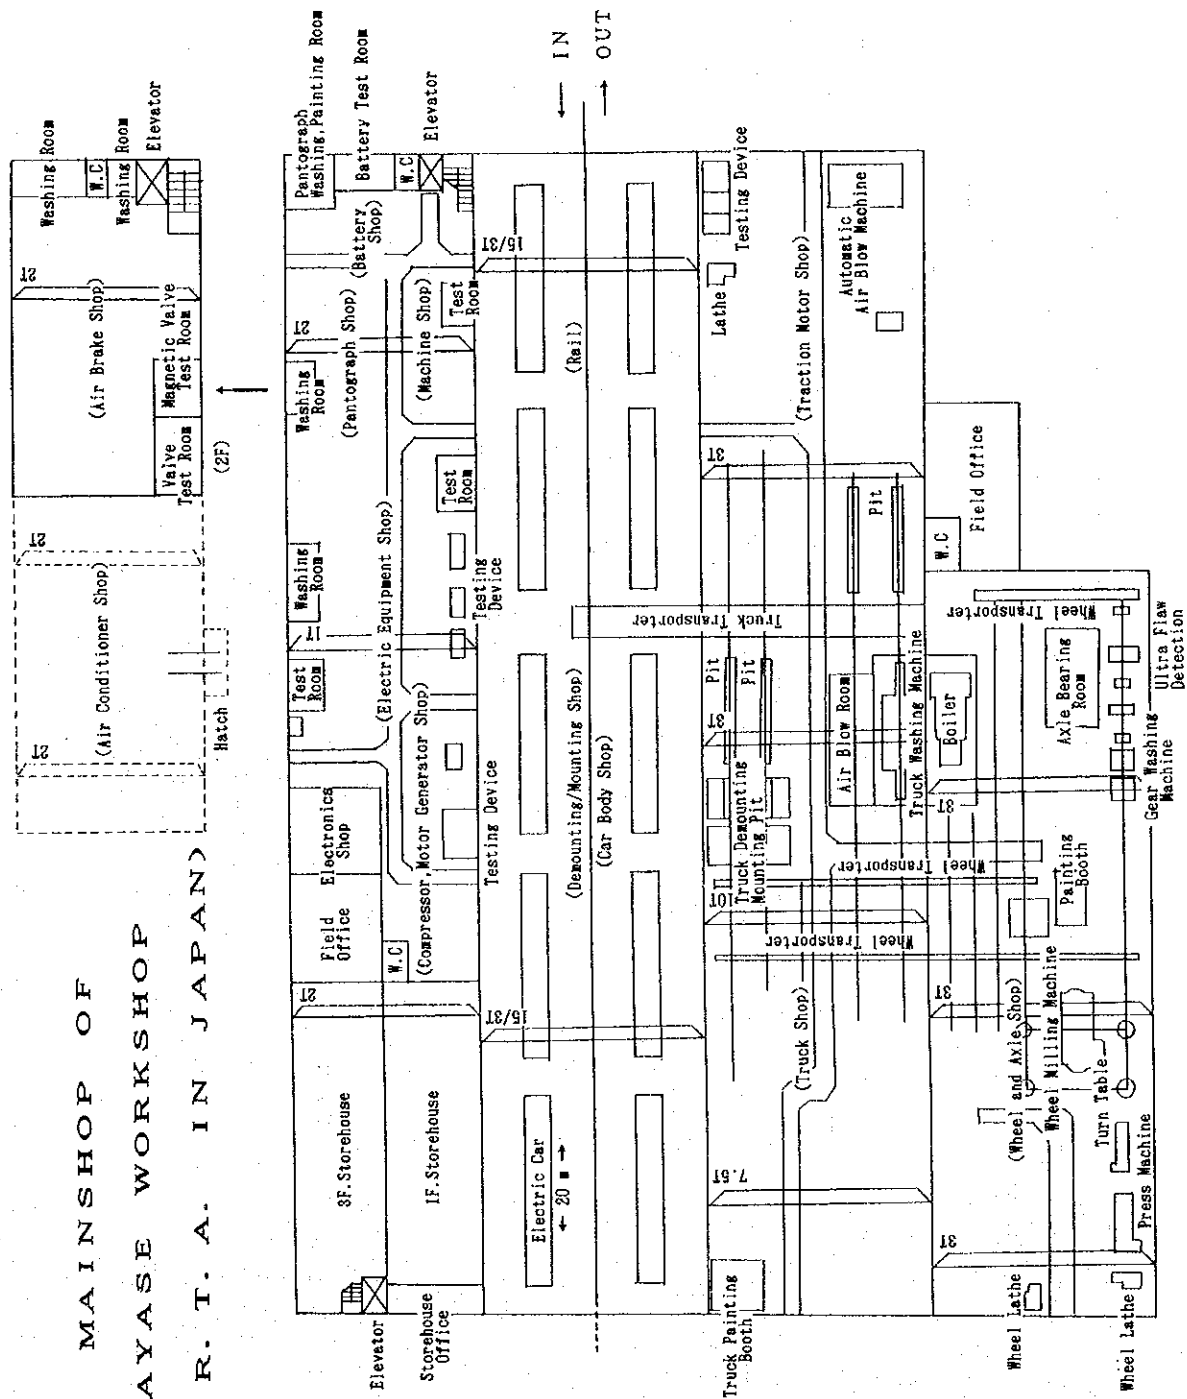 MAINSHOP OF
AYASE WORKSHOP
R. T. A. IN JAPAN)
Washing Room
W.C
Washing Room
Elevator
2T
(Air Brake Shop)
Magnetic Valve
Test Room
Valve
Test Room
(2F)
2T
(Air Conditioner Shop)
2T
Hatch
Pantograph
Washing,Painting Room
Battery Test Room
W.C
Elevator
(Battery
Shop)
2T
(Pantograph Shop)
Washing
Room
(Machine Shop)
Test
Room
Test
Room
Washing
Room
1T
(Electric Equipment Shop)
Testing
Device
Test
Room
(Compressor,Motor Generator Shop)
Testing Device
Electronics
Shop
Field
Office
W.C
2T
3F.Storehouse
1F.Storehouse
Elevator
Storehouse
Office
← IN
→ OUT
15/3T
(Rail)
(Demounting/Mounting Shop)
(Car Body Shop)
15/3T
Electric Car
← 20 m →
Testing Device
Lathe
(Traction Motor Shop)
Automatic
Air Blow Machine
3T
Pit
W.C
Field Office
Truck Transporter
Pit
Pit
3T
Air Blow Room
Truck Washing Machine
Boiler
Truck Demounting
Mounting Pit
Wheel Transporter
10T
Wheel Transporter
(Truck Shop)
7.5T
Truck Painting
Booth
Wheel Transporter
Axle Bearing
Room
Ultra Flaw
Detection
Gear Washing
Machine
3T
Painting
Booth
3T
(Wheel and Axle Shop)
Wheel Milling Machine
Turn Table
Press Machine
3T
Wheel Lathe
Wheel Lathe